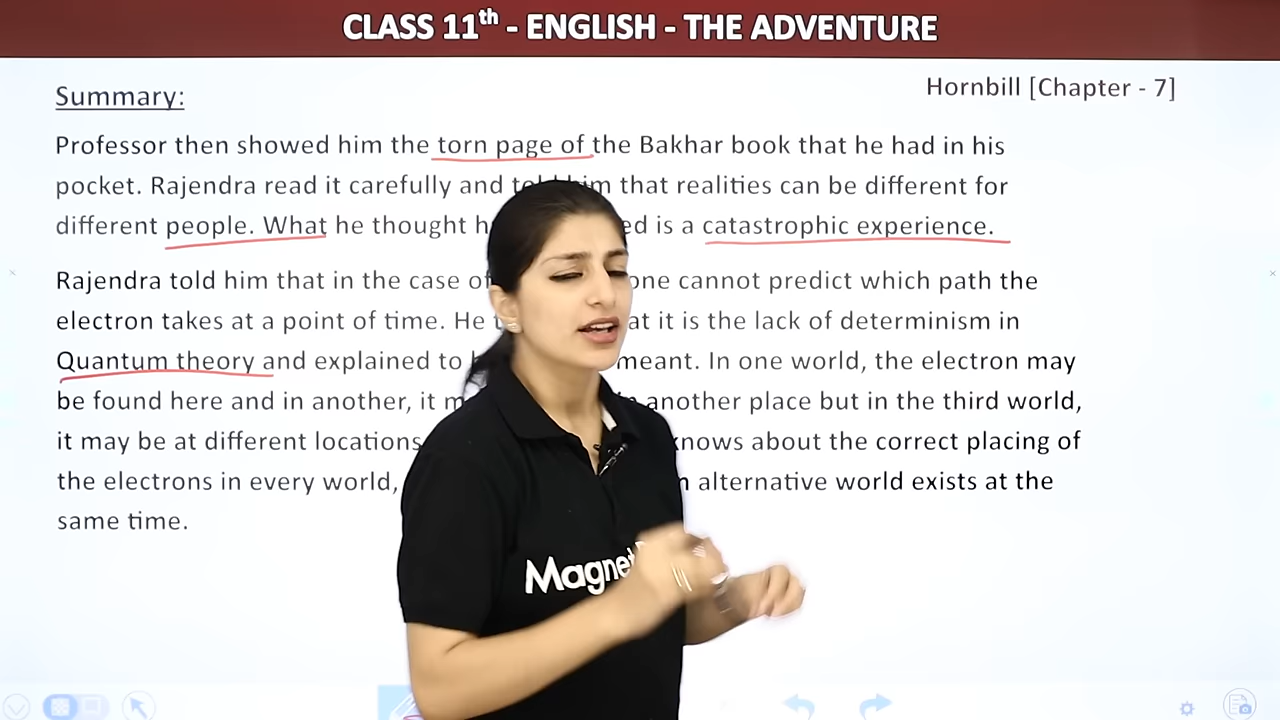 CLASS 11th - ENGLISH - THE ADVENTURE
Hornbill [Chapter - 7]
Summary:
Professor then showed him the torn page of the Bakhar book that he had in his
pocket. Rajendra read it carefully and told him that realities can be different for
different people. What he thought is a catastrophic experience.
Rajendra told him that in the case of one cannot predict which path the
electron takes at a point of time. He it is the lack of determinism in
Quantum theory and explained to meant. In one world, the electron may
be found here and in another, it another place but in the third world,
it may be at different locations knows about the correct placing of
the electrons in every world, alternative world exists at the
same time.
Magnet